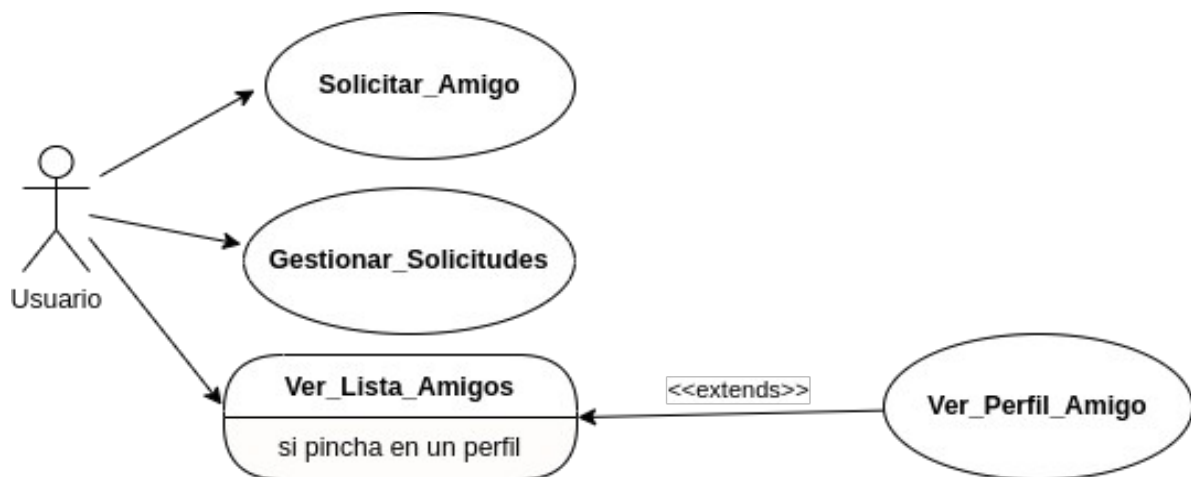 Solicitar_Amigo
Gestionar_Solicitudes
Usuario
Ver_Lista_Amigos
si pincha en un perfil
<<extends>>
Ver_Perfil_Amigo